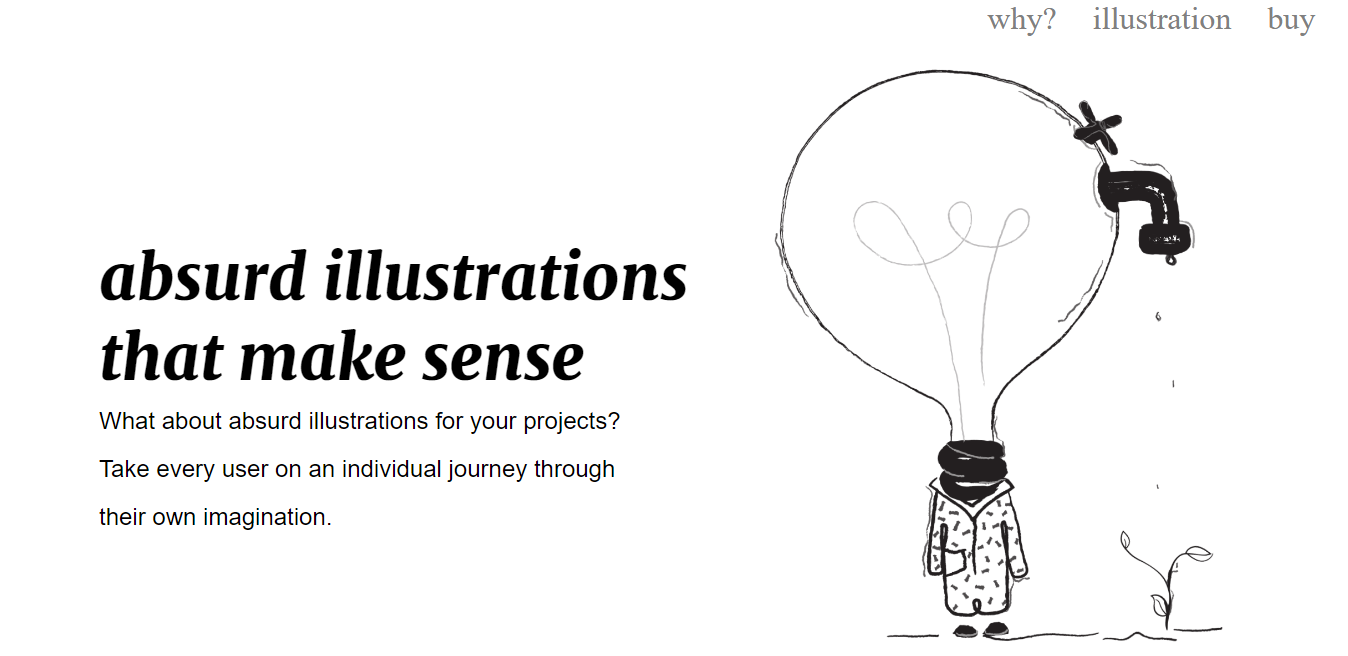 why? illustration buy
absurd illustrations
that make sense
What about absurd illustrations for your projects?
Take every user on an individual journey through
their own imagination.